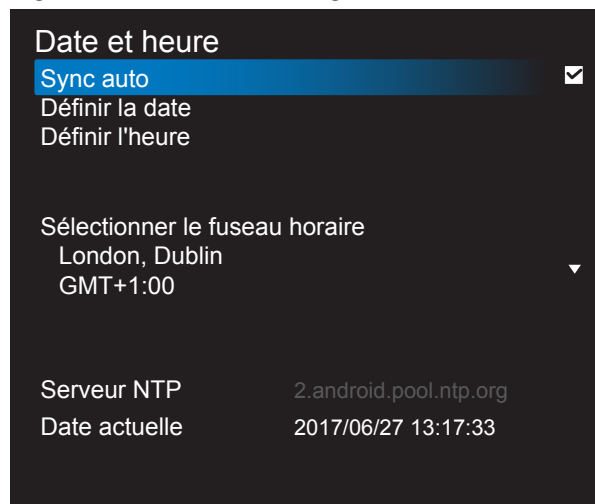 Date et heure
Sync auto
Définir la date
Définir l'heure
Sélectionner le fuseau horaire
London, Dublin
GMT+1:00
Serveur NTP 2.android.pool.ntp.org
Date actuelle 2017/06/27 13:17:33